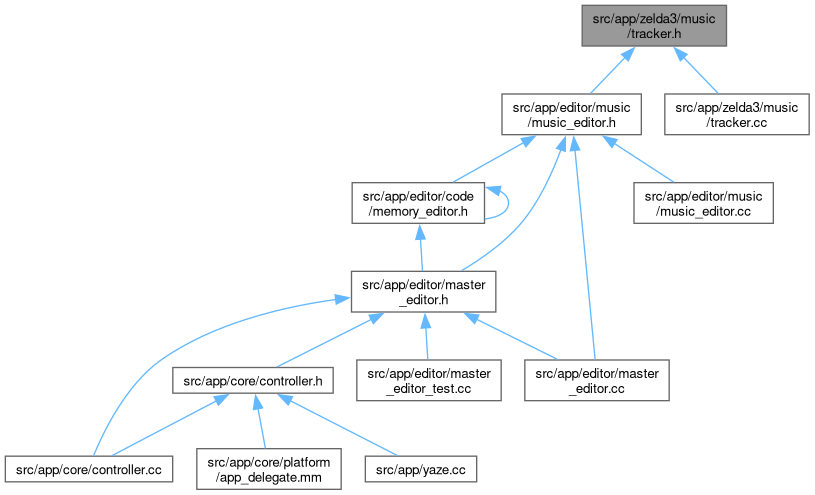 src/app/zelda3/music
/tracker.h
src/app/editor/music
/music_editor.h
src/app/zelda3/music
/tracker.cc
src/app/editor/code
/memory_editor.h
src/app/editor/music
/music_editor.cc
src/app/editor/master
_editor.h
src/app/core/controller.h
src/app/editor/master
_editor_test.cc
src/app/editor/master
_editor.cc
src/app/core/controller.cc
src/app/core/platform
/app_delegate.mm
src/app/yaze.cc